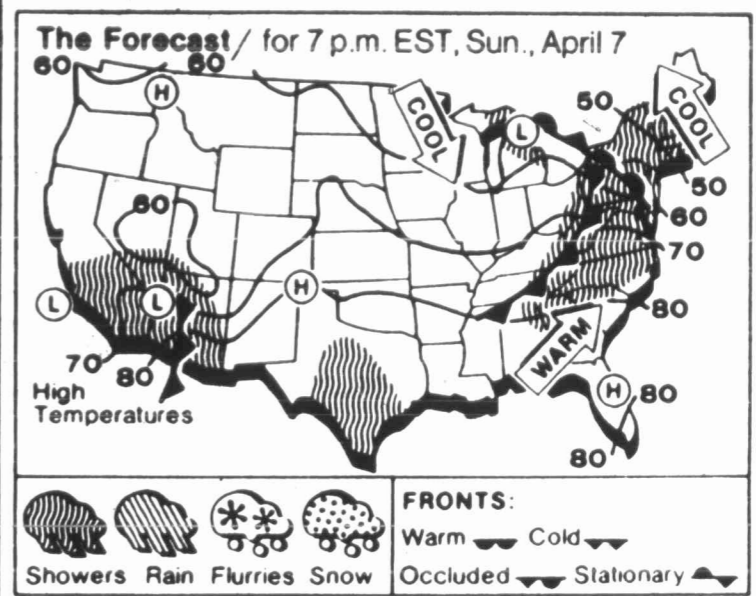 The Forecast / for 7 p.m. EST, Sun., April 7
60 60
H
COOL
L
50
COOL
50
60
60
70
L
L
H
80
WARM
70 80
H
80
80
High
Temperatures
Showers Rain Flurries Snow
FRONTS:
Warm Cold
Occluded Stationary